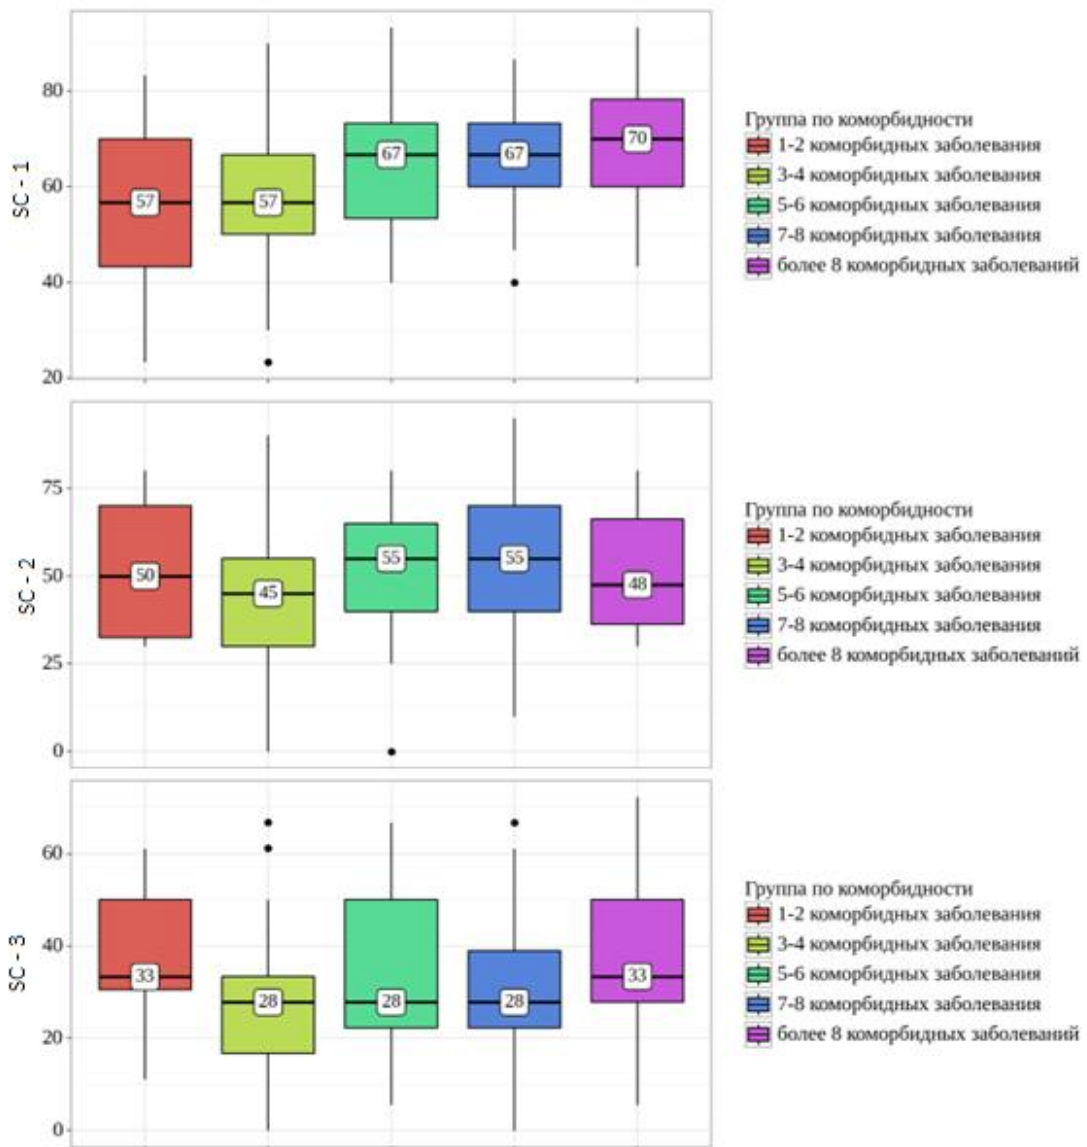 SC - 1
80
60
40
20
57
57
67
67
70
Группа по коморбидности
1-2 коморбидных заболевания
3-4 коморбидных заболевания
5-6 коморбидных заболевания
7-8 коморбидных заболевания
более 8 коморбидных заболеваний
SC - 2
75
50
25
0
50
45
55
55
48
Группа по коморбидности
1-2 коморбидных заболевания
3-4 коморбидных заболевания
5-6 коморбидных заболевания
7-8 коморбидных заболевания
более 8 коморбидных заболеваний
SC - 3
60
40
20
0
33
28
28
28
33
Группа по коморбидности
1-2 коморбидных заболевания
3-4 коморбидных заболевания
5-6 коморбидных заболевания
7-8 коморбидных заболевания
более 8 коморбидных заболеваний